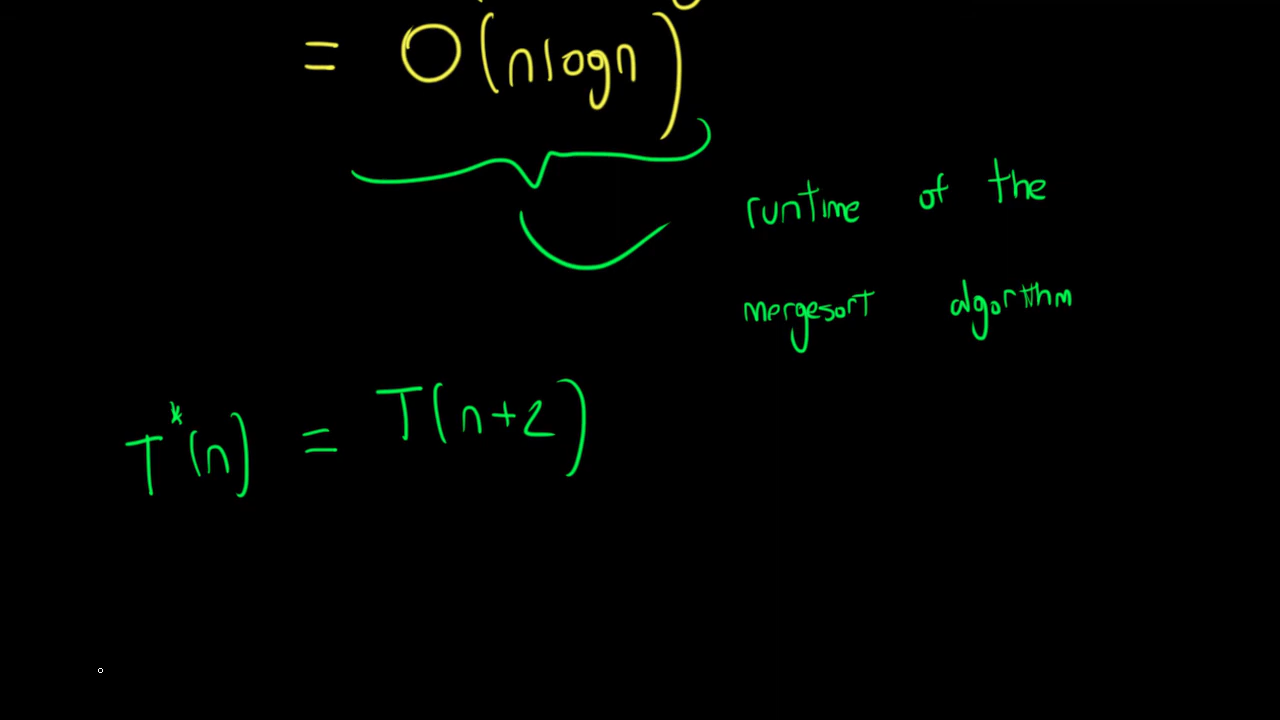 = O(nlogn)
runtime of the
mergesort algorithm
T*(n) = T(n+2)